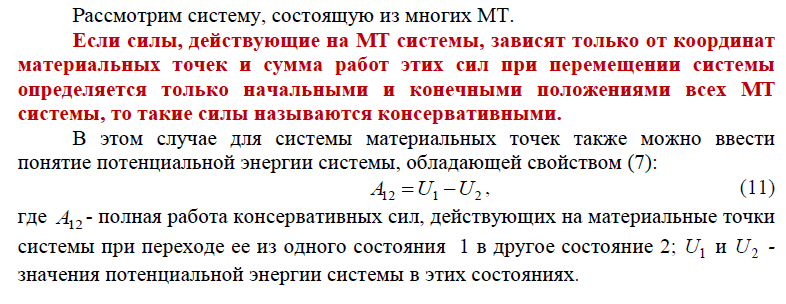 Рассмотрим систему, состоящую из многих МТ.
Если силы, действующие на МТ системы, зависят только от координат
материальных точек и сумма работ этих сил при перемещении системы
определяется только начальными и конечными положениями всех МТ
системы, то такие силы называются консервативными.
В этом случае для системы материальных точек также можно ввести
понятие потенциальной энергии системы, обладающей свойством (7):
A₁₂ = U₁ − U₂, (11)
где A₁₂ - полная работа консервативных сил, действующих на материальные точки
системы при переходе ее из одного состояния 1 в другое состояние 2; U₁ и U₂ -
значения потенциальной энергии системы в этих состояниях.